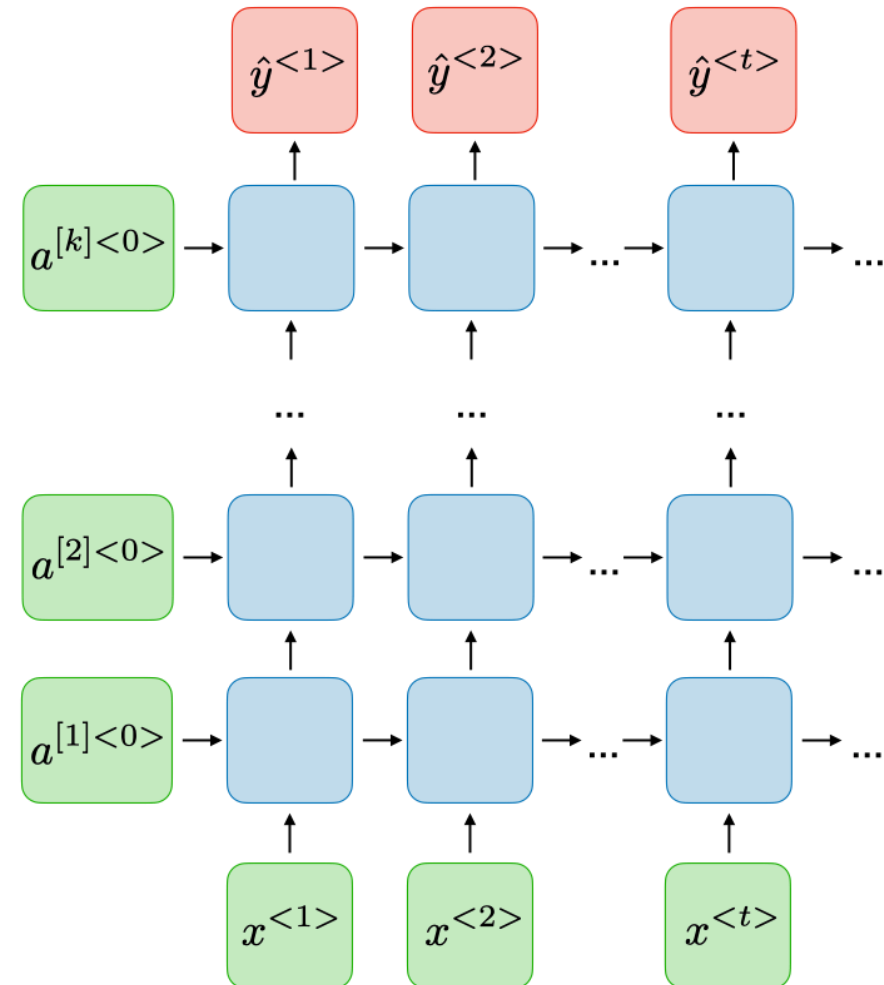 ŷ<1> ŷ<2> ŷ<t>
a[k]<0> ... ...
... ... ...
a[2]<0> ... ...
a[1]<0> ... ...
x<1> x<2> x<t>